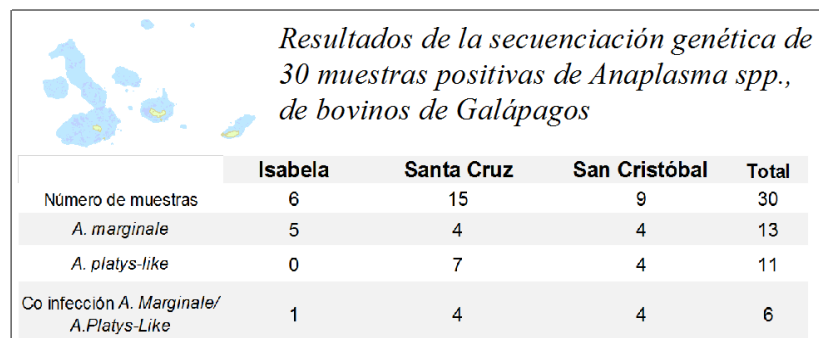 Resultados de la secuenciación genética de
30 muestras positivas de Anaplasma spp.,
de bovinos de Galápagos
Isabela Santa Cruz San Cristóbal Total
Número de muestras 6 15 9 30
A. marginale 5 4 4 13
A. platys-like 0 7 4 11
Co infección A. Marginale/
A.Platys-Like 1 4 4 6